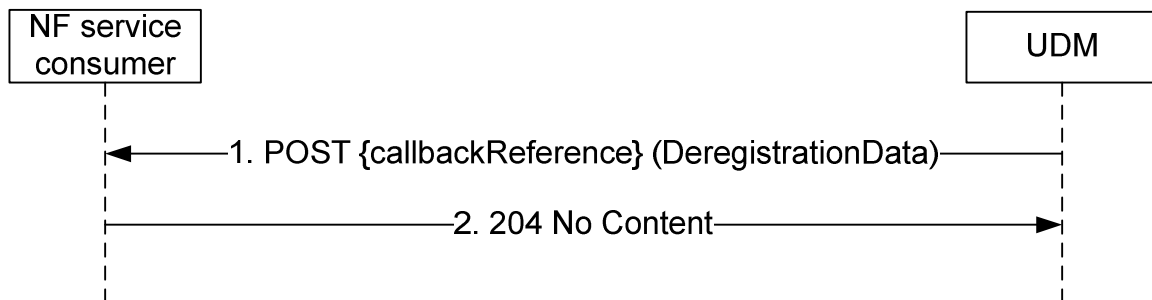 NF service
consumer
UDM
1. POST {callbackReference} (DeregistrationData)
2. 204 No Content